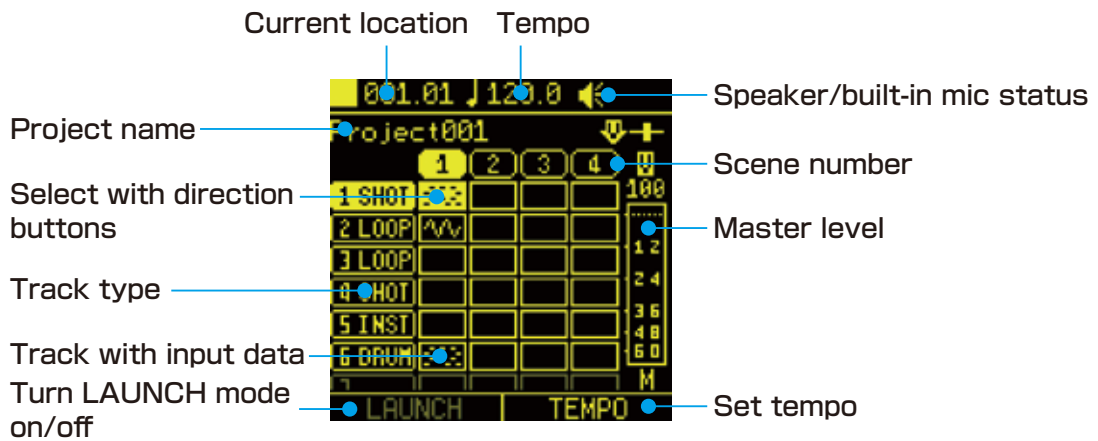 Current location
Tempo
001.01 ♩120.0
Speaker/built-in mic status
Project name
Project001
1 2 3 4
Scene number
Select with direction
buttons
1 SHOT
100
2 LOOP
Master level
12
3 LOOP
24
Track type
4 SHOT
36
5 INST
48
Track with input data
6 DRUM
60
7
M
Turn LAUNCH mode
on/off
LAUNCH
TEMPO
Set tempo